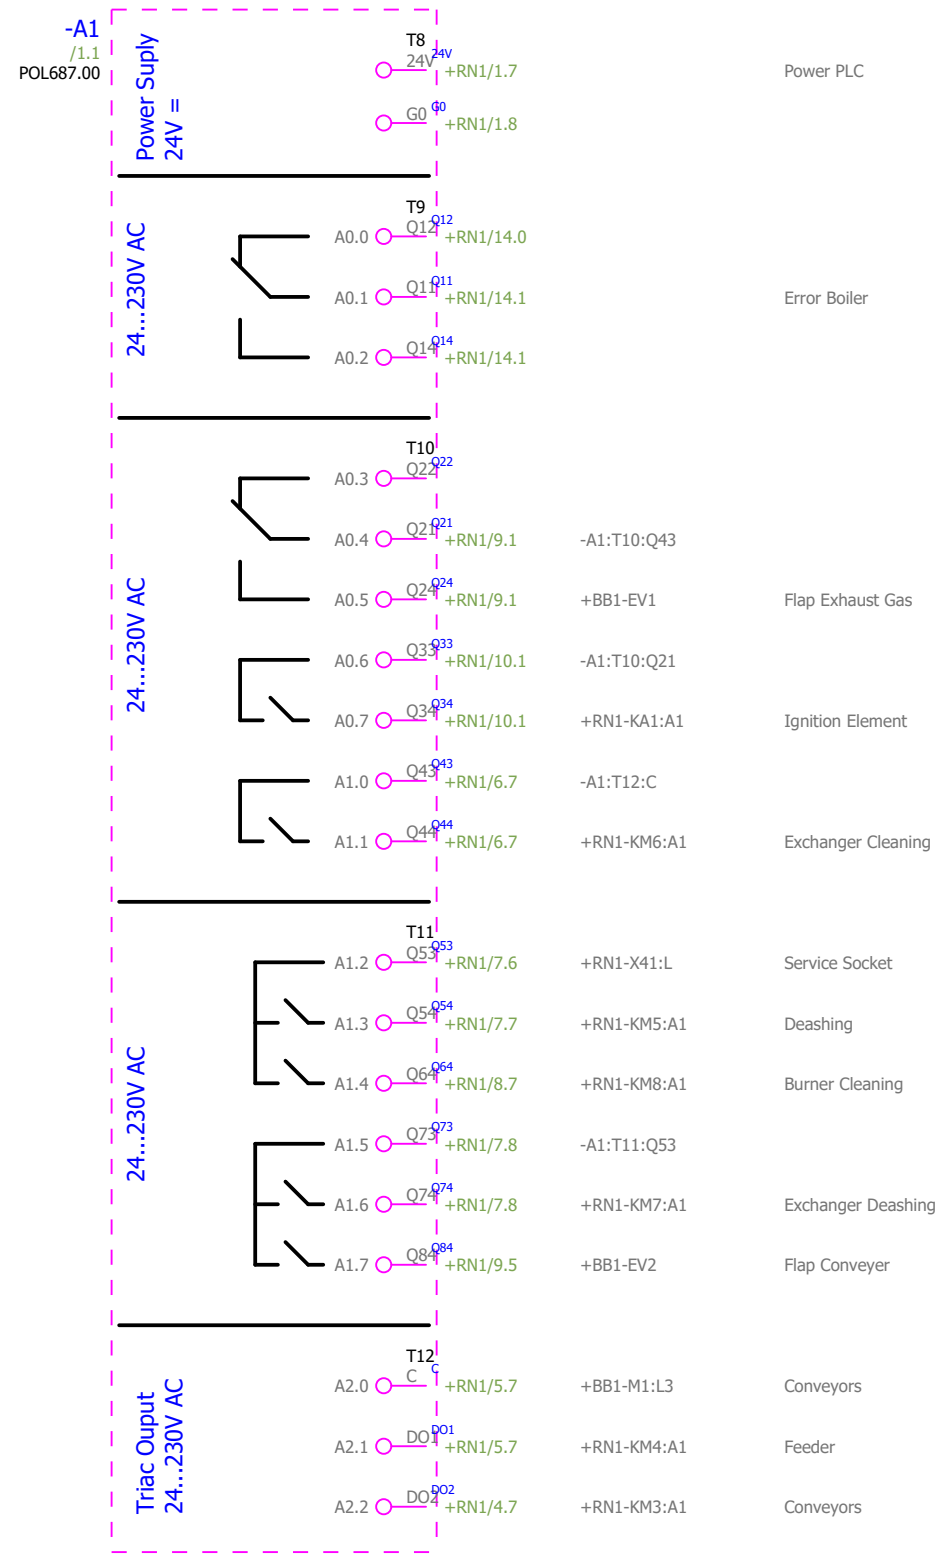 -A1
/1.1
POL687.00
Power Suply
24V =
T8
24V 24V +RN1/1.7 Power PLC
G0 G0 +RN1/1.8
24...230V AC
T9
A0.0 Q12 Q12 +RN1/14.0
A0.1 Q11 Q11 +RN1/14.1 Error Boiler
A0.2 Q14 Q14 +RN1/14.1
24...230V AC
T10
A0.3 Q22 Q22
A0.4 Q21 Q21 +RN1/9.1 -A1:T10:Q43
A0.5 Q24 Q24 +RN1/9.1 +BB1-EV1 Flap Exhaust Gas
A0.6 Q33 Q33 +RN1/10.1 -A1:T10:Q21
A0.7 Q34 Q34 +RN1/10.1 +RN1-KA1:A1 Ignition Element
A1.0 Q43 Q43 +RN1/6.7 -A1:T12:C
A1.1 Q44 Q44 +RN1/6.7 +RN1-KM6:A1 Exchanger Cleaning
24...230V AC
T11
A1.2 Q53 Q53 +RN1/7.6 +RN1-X41:L Service Socket
A1.3 Q54 Q54 +RN1/7.7 +RN1-KM5:A1 Deashing
A1.4 Q64 Q64 +RN1/8.7 +RN1-KM8:A1 Burner Cleaning
A1.5 Q73 Q73 +RN1/7.8 -A1:T11:Q53
A1.6 Q74 Q74 +RN1/7.8 +RN1-KM7:A1 Exchanger Deashing
A1.7 Q84 Q84 +RN1/9.5 +BB1-EV2 Flap Conveyer
Triac Ouput
24...230V AC
T12
A2.0 C C +RN1/5.7 +BB1-M1:L3 Conveyors
A2.1 DO1 DO1 +RN1/5.7 +RN1-KM4:A1 Feeder
A2.2 DO2 DO2 +RN1/4.7 +RN1-KM3:A1 Conveyors